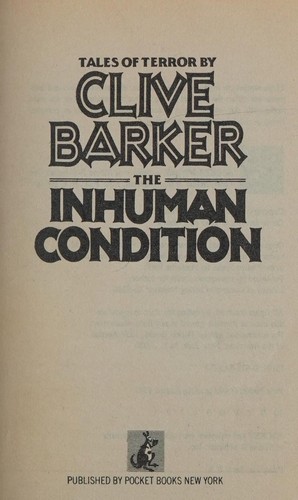 TALES OF TERROR BY
CLIVE
BARKER
THE
INHUMAN
CONDITION
PUBLISHED BY POCKET BOOKS NEW YORK